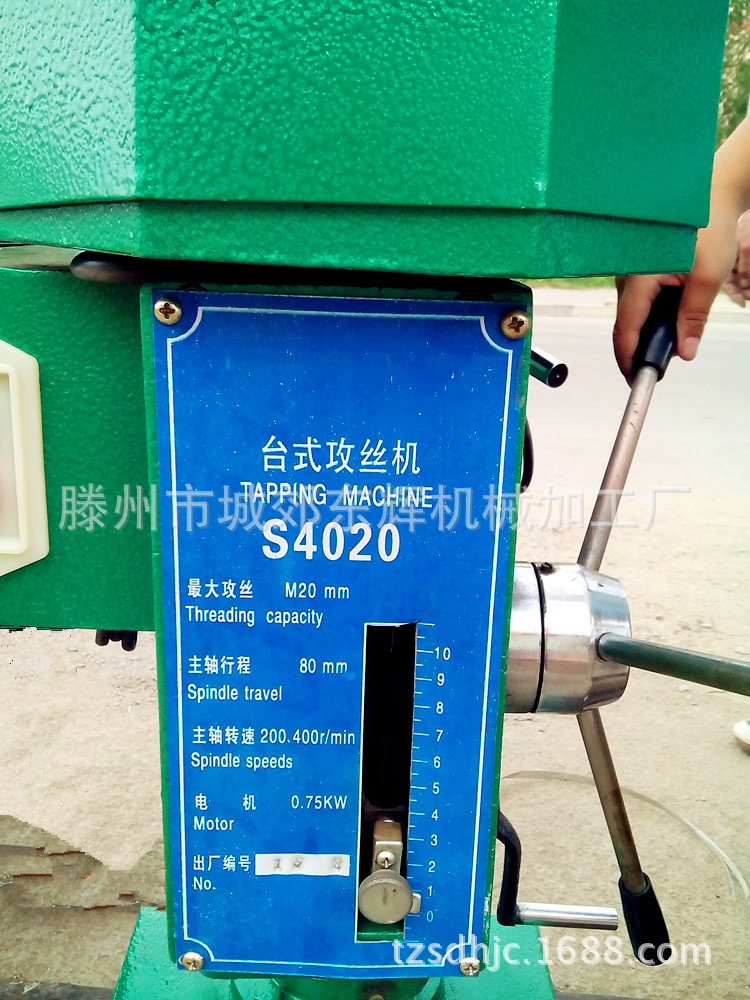 台式攻丝机
TAPPING MACHINE
滕州市城郊东辉机械加工厂
S4020
最大攻丝 M20 mm
Threading capacity
主轴行程 80 mm
Spindle travel
主轴转速 200.400r/min
Spindle speeds
电 机 0.75KW
Motor
出厂编号
No.
10
9
8
7
6
5
4
3
2
1
0
tzsdhjc.1688.com